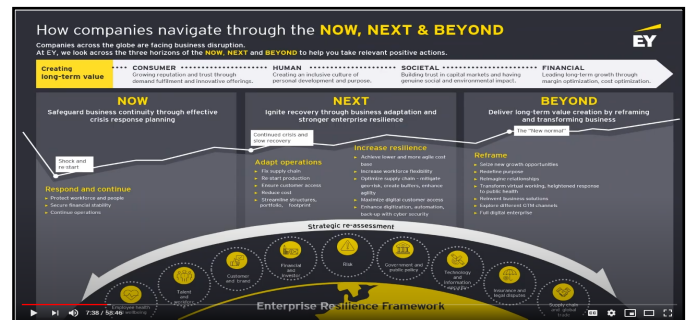 How companies navigate through the NOW, NEXT & BEYOND
EY
Companies across the globe are facing business disruption.
At EY, we look across the three horizons of the NOW, NEXT and BEYOND to help you take relevant positive actions.
Creating
long-term value
CONSUMER
Growing reputation and trust through
demand fulfilment and innovative offerings.
HUMAN
Creating an inclusive culture of
personal development and purpose.
SOCIETAL
Building trust in capital markets and having
genuine social and environmental impact.
FINANCIAL
Leading long-term growth through
margin optimization, cost optimization.
NOW
Safeguard business continuity through effective
crisis response planning
Shock and
re start
Respond and continue
► Protect workforce and people
► Secure financial stability
► Continue operations
NEXT
Ignite recovery through business adaptation and
stronger enterprise resilience
Continued crisis and
slow recovery
Adapt operations
► Fix supply chain
► Re start production
► Ensure customer access
► Reduce cost
► Streamline structures,
portfolio, footprint
Increase resilience
► Achieve lower and more agile cost
base
► Increase workforce flexibility
► Optimize supply chain - mitigate
geo-risk, create buffers, enhance
agility
► Maximize digital customer access
► Enhance digitization, automation,
back-up with cyber security
BEYOND
Deliver long-term value creation by reframing
and transforming business
The "New normal"
Reframe
► Seize new growth opportunities
► Redefine purpose
► Reimagine relationships
► Transform virtual working, heightened response
to public health
► Reinvent business solutions
► Explore different GTM channels
► Full digital enterprise
Strategic re-assessment
Employee health
wellbeing
Talent
and
workforce
Customer
and brand
Financial
and
investor
Risk
Government and
public policy
Technology
and
information
security
Insurance and
legal disputes
Supply chain
and global
trade
Enterprise Resilience Framework
7:38 / 58:46